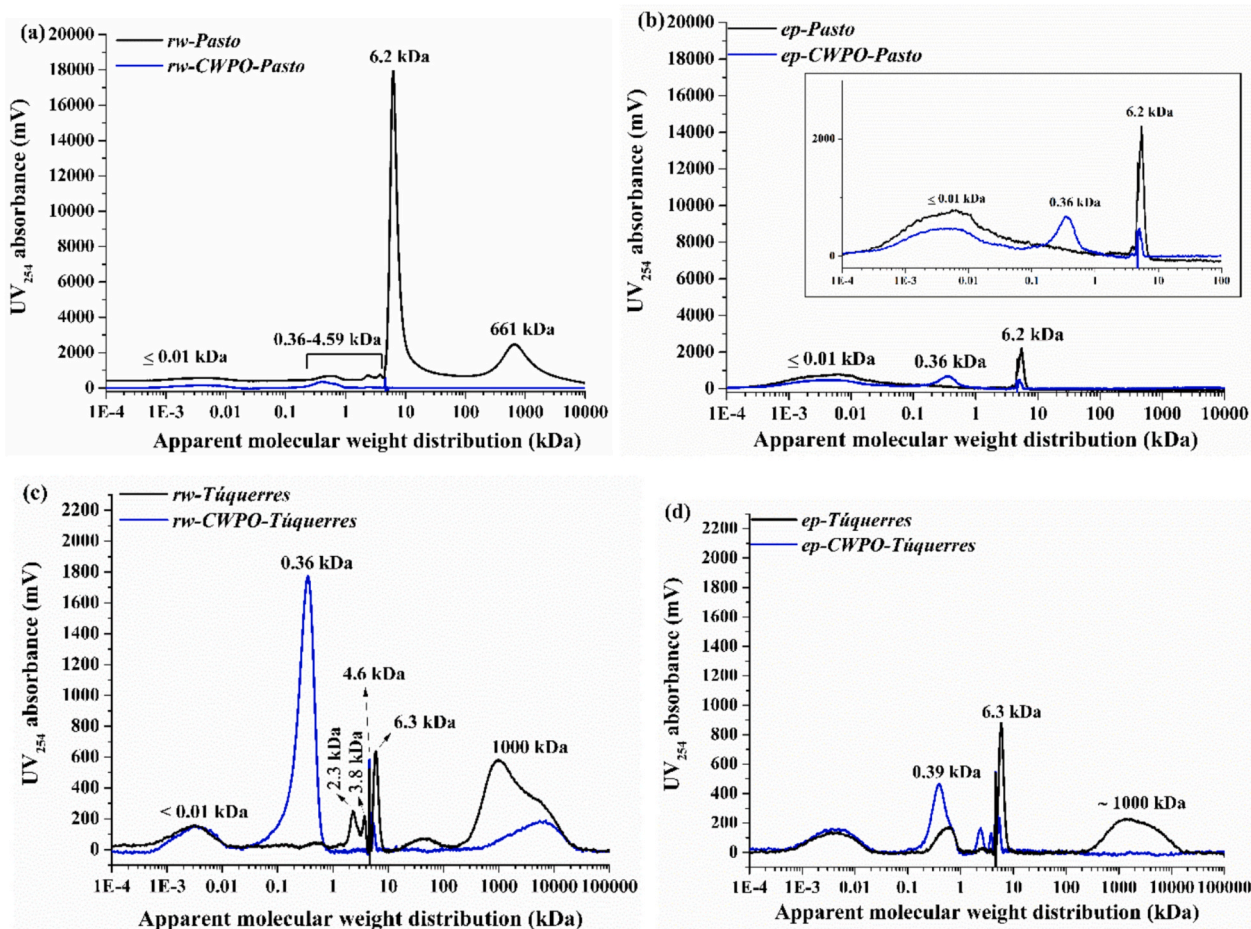 (a)
rw-Pasto
rw-CWPO-Pasto
6.2 kDa
0.36-4.59 kDa
≤ 0.01 kDa
661 kDa
UV254 absorbance (mV)
20000
18000
16000
14000
12000
10000
8000
6000
4000
2000
0
1E-4 1E-3 0.01 0.1 1 10 100 1000 10000
Apparent molecular weight distribution (kDa)
(b)
ep-Pasto
ep-CWPO-Pasto
6.2 kDa
≤ 0.01 kDa
0.36 kDa
2000
0
1E-4 1E-3 0.01 0.1 1 10 100
6.2 kDa
≤ 0.01 kDa
0.36 kDa
UV254 absorbance (mV)
20000
18000
16000
14000
12000
10000
8000
6000
4000
2000
0
1E-4 1E-3 0.01 0.1 1 10 100 1000 10000
Apparent molecular weight distribution (kDa)
(c)
rw-Túquerres
rw-CWPO-Túquerres
0.36 kDa
4.6 kDa
6.3 kDa
2.3 kDa
3.8 kDa
1000 kDa
< 0.01 kDa
UV254 absorbance (mV)
2200
2000
1800
1600
1400
1200
1000
800
600
400
200
0
1E-4 1E-3 0.01 0.1 1 10 100 1000 10000 100000
Apparent molecular weight distribution (kDa)
(d)
ep-Túquerres
ep-CWPO-Túquerres
6.3 kDa
0.39 kDa
~ 1000 kDa
UV254 absorbance (mV)
2200
2000
1800
1600
1400
1200
1000
800
600
400
200
0
1E-4 1E-3 0.01 0.1 1 10 100 1000 10000 100000
Apparent molecular weight distribution (kDa)